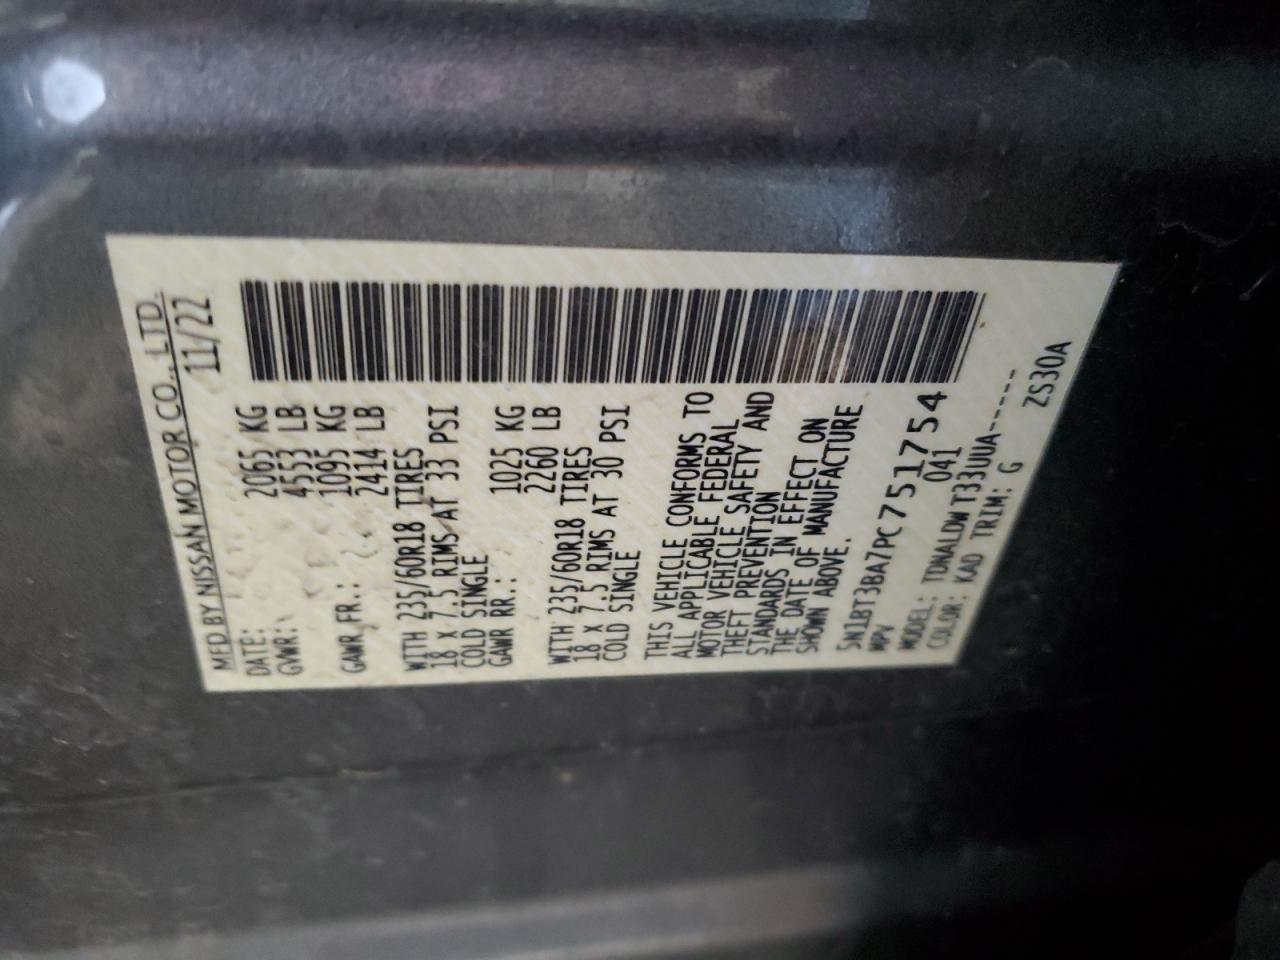 MFD BY NISSAN MOTOR CO., LTD.
DATE: 11/22
GVWR: 2065 KG
4553 LB
GAWR FR.: 1095 KG
2414 LB
WITH 235/60R18 TIRES
18 x 7.5 RIMS AT 33 PSI
COLD SINGLE
GAWR RR.: 1025 KG
2260 LB
WITH 235/60R18 TIRES
18 x 7.5 RIMS AT 30 PSI
COLD SINGLE
THIS VEHICLE CONFORMS TO
ALL APPLICABLE FEDERAL
MOTOR VEHICLE SAFETY AND
THEFT PREVENTION
STANDARDS IN EFFECT ON
THE DATE OF MANUFACTURE
SHOWN ABOVE.
5N1BT3BA7PC751754
MPV 041
MODEL: TDNALDW T33UUA-----
COLOR: KAD TRIM: G
ZS30A